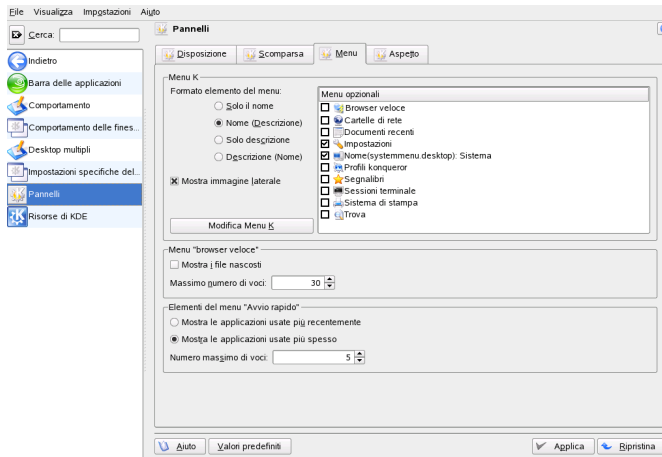 File Visualizza Impostazioni Aiuto
Cerca:
Indietro
Barra delle applicazioni
Comportamento
Comportamento delle fines...
Desktop multipli
Impostazioni specifiche del...
Pannelli
Risorse di KDE
Pannelli
Disposizione Scomparsa Menu Aspetto
Menu K
Formato elemento del menu:
Solo il nome
Nome (Descrizione)
Solo descrizione
Descrizione (Nome)
Mostra immagine laterale
Modifica Menu K
Menu opzionali
Browser veloce
Cartelle di rete
Documenti recenti
Impostazioni
Nome(systemmenu.desktop): Sistema
Profili konqueror
Segnalibri
Sessioni terminale
Sistema di stampa
Trova
Menu "browser veloce"
Mostra i file nascosti
Massimo numero di voci: 30
Elementi del menu "Avvio rapido"
Mostra le applicazioni usate più recentemente
Mostra le applicazioni usate più spesso
Numero massimo di voci: 5
Aiuto Valori predefiniti Applica Ripristina